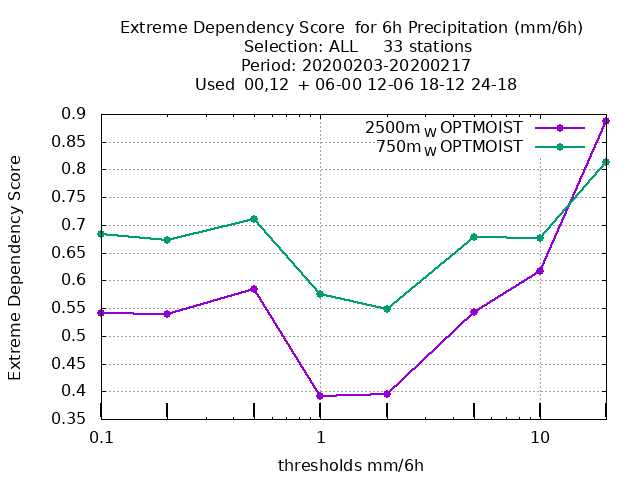 Extreme Dependency Score  for 6h Precipitation (mm/6h)
Selection: ALL     33 stations
Period: 20200203-20200217
Used  00,12  + 06-00 12-06 18-12 24-18
2500m_W OPTMOIST
750m_W OPTMOIST
Extreme Dependency Score
0.9
0.85
0.8
0.75
0.7
0.65
0.6
0.55
0.5
0.45
0.4
0.35
0.1
1
10
thresholds mm/6h